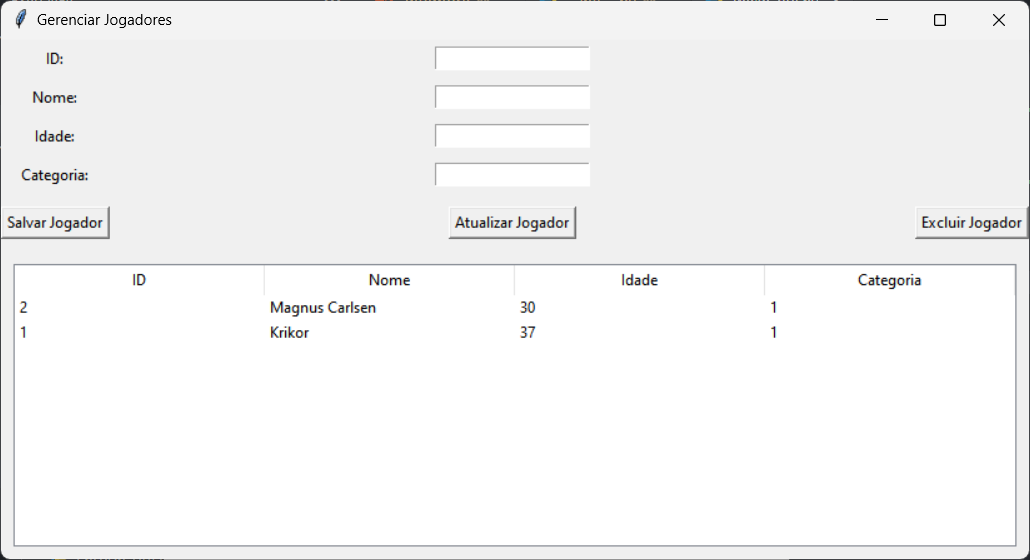 Gerenciar Jogadores
ID:
Nome:
Idade:
Categoria:
Salvar Jogador Atualizar Jogador Excluir Jogador
ID Nome Idade Categoria
2 Magnus Carlsen 30 1
1 Krikor 37 1